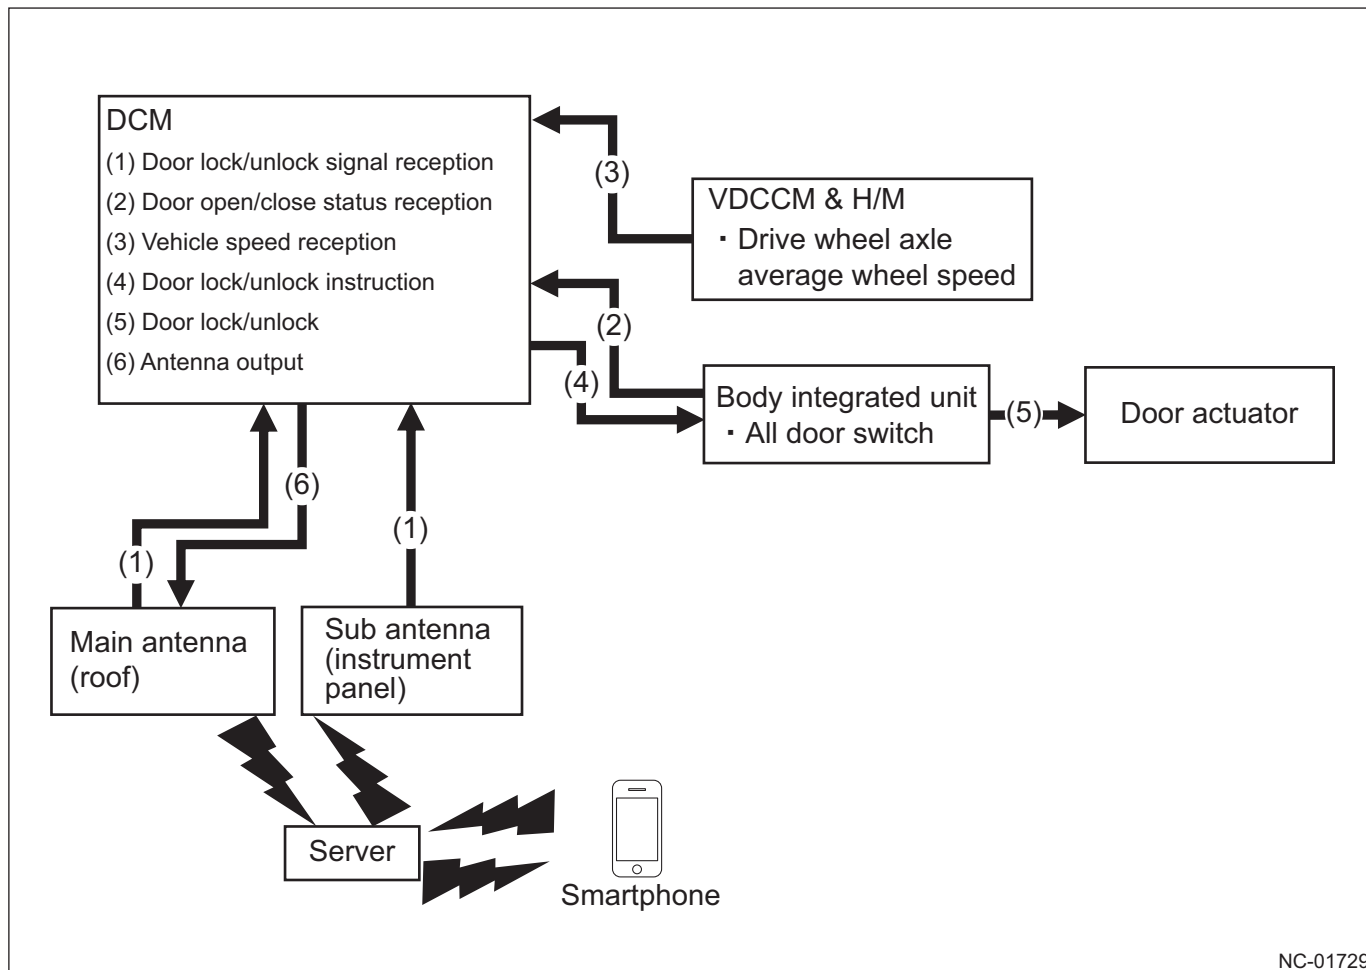 DCM
(1) Door lock/unlock signal reception
(2) Door open/close status reception
(3) Vehicle speed reception
(4) Door lock/unlock instruction
(5) Door lock/unlock
(6) Antenna output
(3)
VDCCM & H/M
・Drive wheel axle
average wheel speed
(2)
(4)
Body integrated unit
・All door switch
(5)
Door actuator
(6)
(1)
(1)
Main antenna
(roof)
Sub antenna
(instrument
panel)
Server
Smartphone
NC-01729